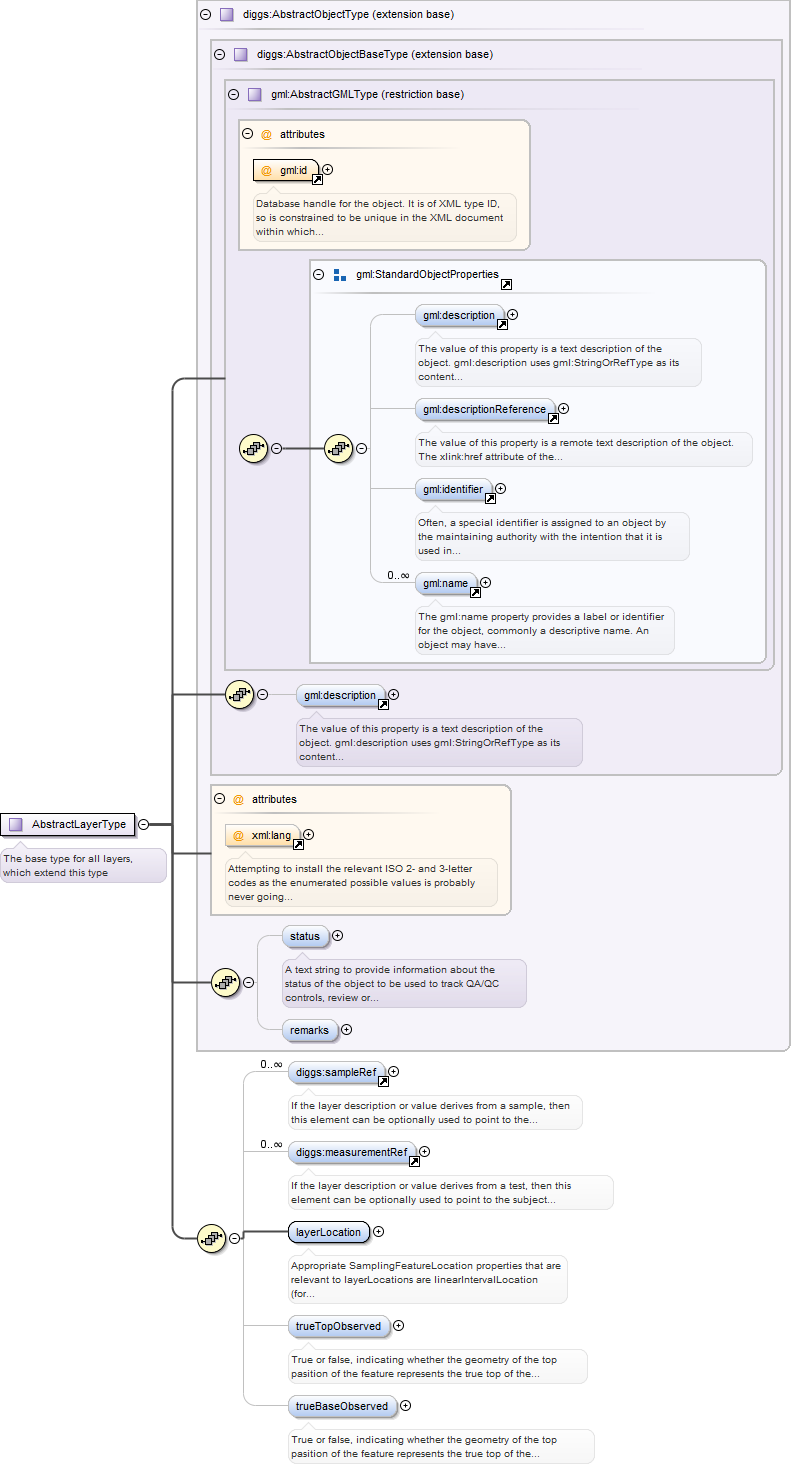 diggs:AbstractObjectType (extension base)
diggs:AbstractObjectBaseType (extension base)
gml:AbstractGMLType (restriction base)
@ attributes
@ gml:id
Database handle for the object. It is of XML type ID,
so is constrained to be unique in the XML document
within which...
gml:StandardObjectProperties
gml:description
The value of this property is a text description of the
object. gml:description uses gml:StringOrRefType as its
content...
gml:descriptionReference
The value of this property is a remote text description of the object.
The xlink:href attribute of the...
gml:identifier
Often, a special identifier is assigned to an object by
the maintaining authority with the intention that it is
used in...
0..∞
gml:name
The gml:name property provides a label or identifier
for the object, commonly a descriptive name. An
object may have...
gml:description
The value of this property is a text description of the
object. gml:description uses gml:StringOrRefType as its
content...
AbstractLayerType
The base type for all layers,
which extend this type
@ attributes
@ xml:lang
Attempting to install the relevant ISO 2- and 3-letter
codes as the enumerated possible values is probably
never going...
status
A text string to provide information about the
status of the object to be used to track QA/QC
controls, review or...
remarks
0..∞
diggs:sampleRef
If the layer description or value derives from a sample, then
this element can be optionally used to point to the...
0..∞
diggs:measurementRef
If the layer description or value derives from a test, then this
element can be optionally used to point to the subject...
layerLocation
Appropriate SamplingFeatureLocation properties that are
relevant to layerLocations are linearIntervalLocation
(for...
trueTopObserved
True or false, indicating whether the geometry of the top
pasition of the feature represents the true top of the...
trueBaseObserved
True or false, indicating whether the geometry of the top
pasition of the feature represents the true top of the...